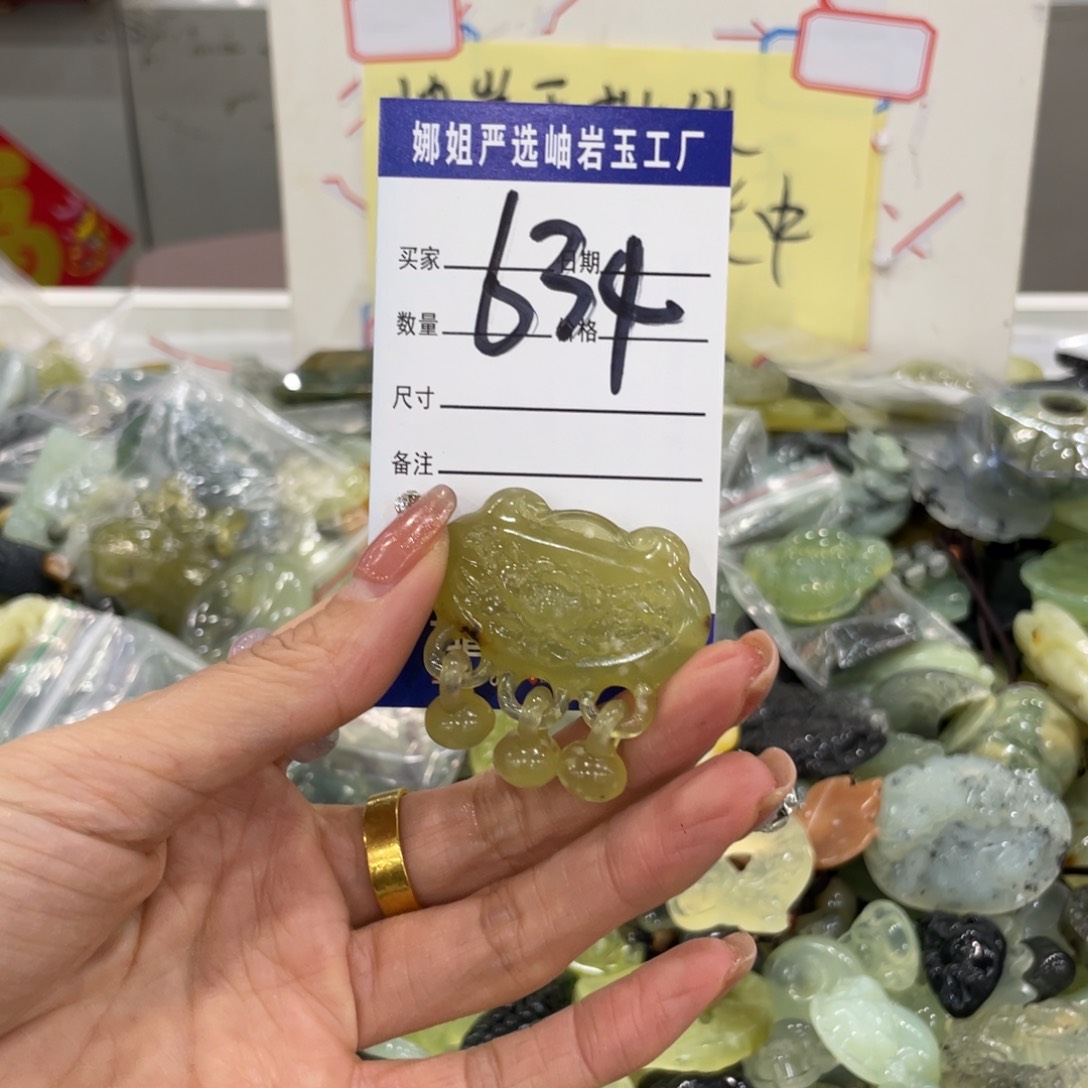 娜姐严选岫岩玉工厂
634
买家 日期
数量 价格
尺寸
备注
中